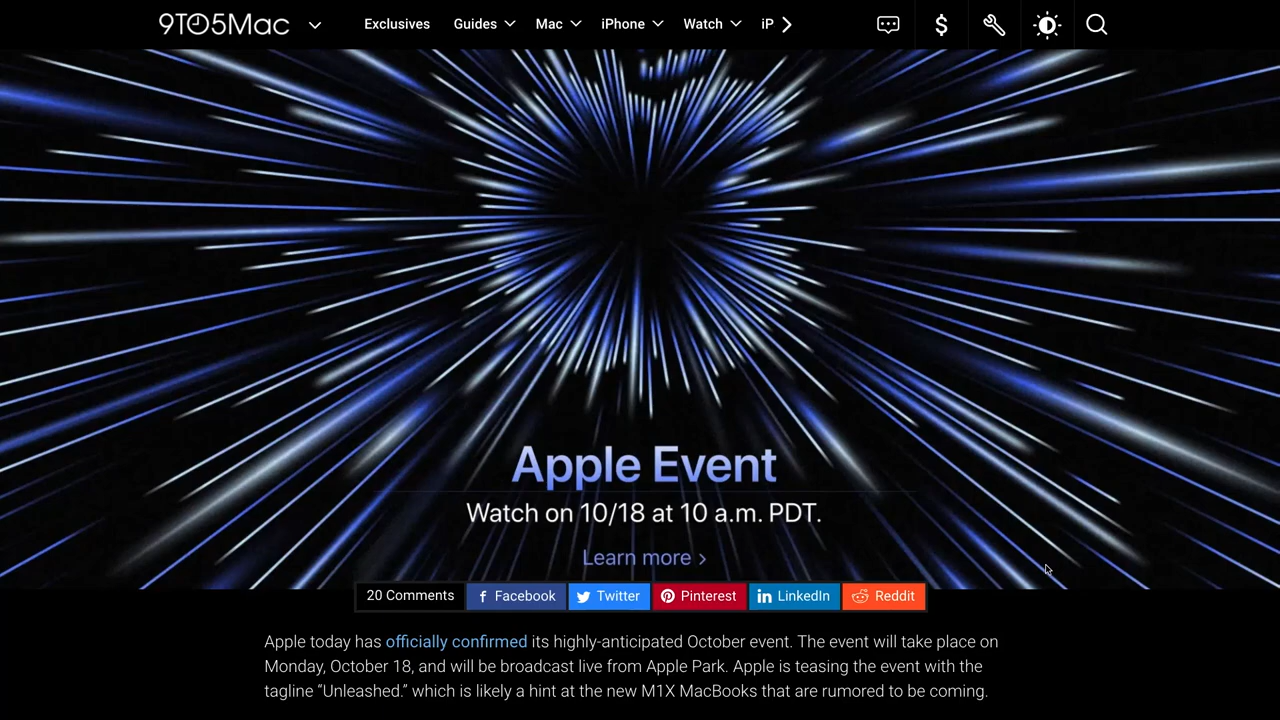 9TO5Mac Exclusives Guides Mac iPhone Watch iP
Apple Event
Watch on 10/18 at 10 a.m. PDT.
Learn more >
20 Comments Facebook Twitter Pinterest LinkedIn Reddit
Apple today has officially confirmed its highly-anticipated October event. The event will take place on
Monday, October 18, and will be broadcast live from Apple Park. Apple is teasing the event with the
tagline “Unleashed.” which is likely a hint at the new M1X MacBooks that are rumored to be coming.